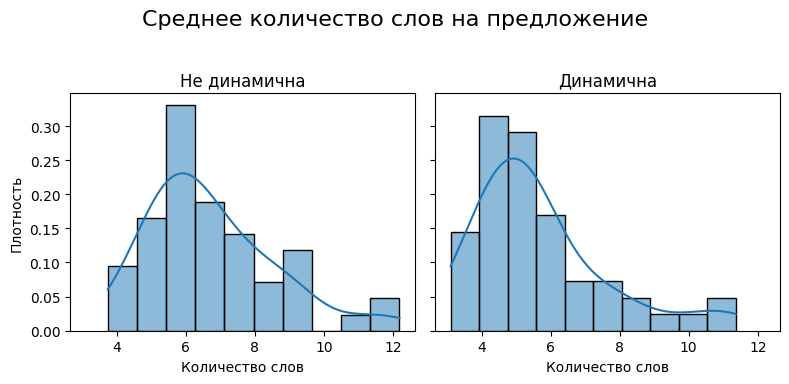 Среднее количество слов на предложение
Не динамична
Динамична
Плотность
0.30
0.25
0.20
0.15
0.10
0.05
0.00
4 6 8 10 12
4 6 8 10 12
Количество слов
Количество слов